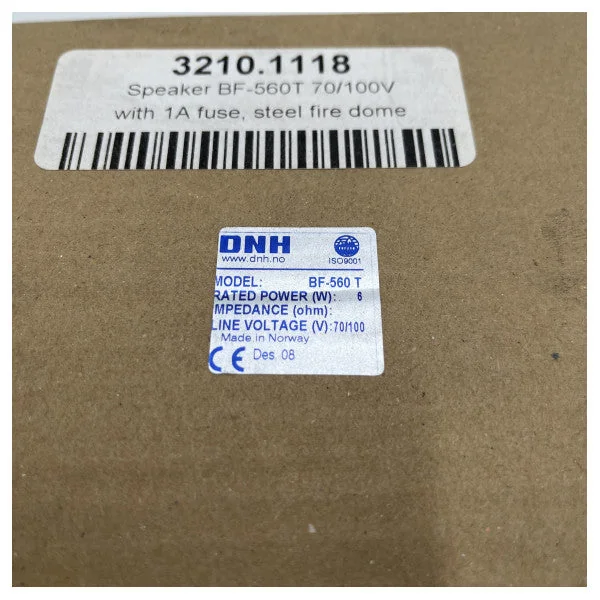 3210.1118
Speaker BF-560T 70/100V
with 1A fuse, steel fire dome
DNH
www.dnh.no
ISO9001
MODEL: BF-560 T
RATED POWER (W): 6
IMPEDANCE (ohm):
LINE VOLTAGE (V): 70/100
Made in Norway
CE Des. 08